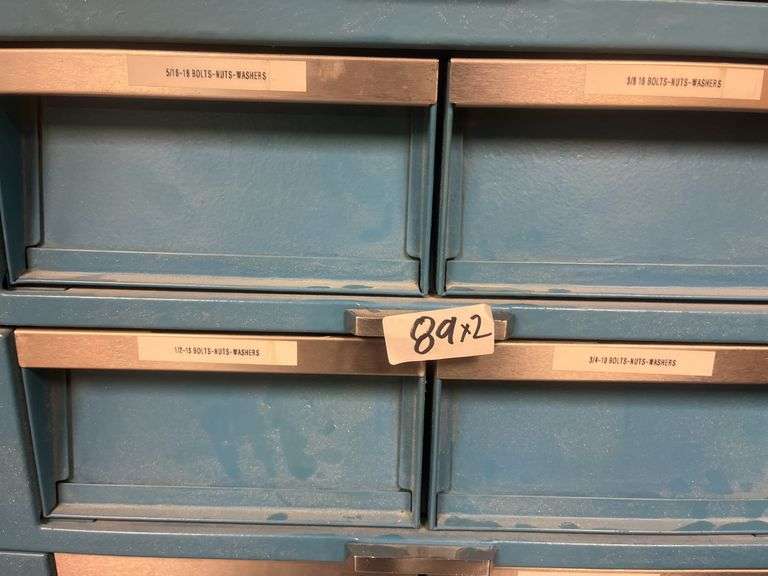 5/16-18 BOLTS-NUTS-WASHERS
3/8 16 BOLTS-NUTS-WASHERS
89x2
1/2-13 BOLTS-NUTS-WASHERS
3/4-10 BOLTS-NUTS-WASHERS